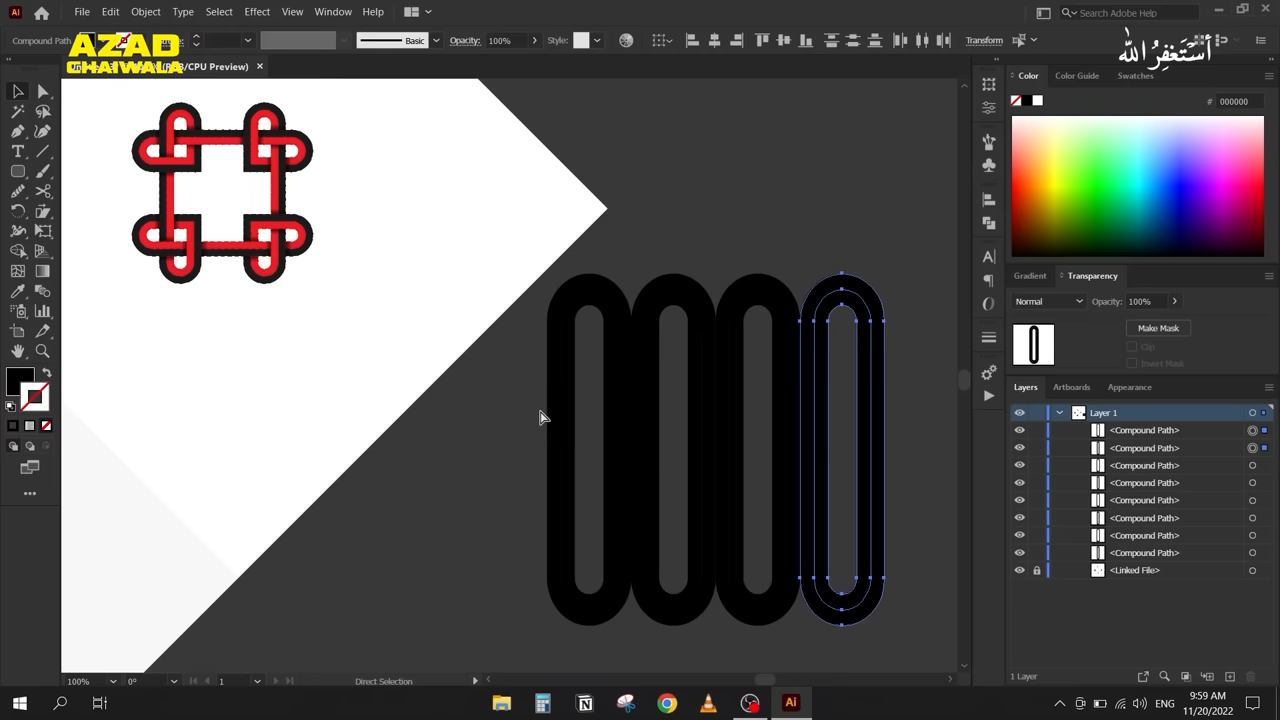 File Edit Object Type Select Effect View Window Help
Search Adobe Help
Compound Path
Basic
Opacity: 100%
Style:
Transform
AZAD
CHAIWALA
أستغفر الله
(RGB/CPU Preview) ×
Color Color Guide Swatches
# 000000
Gradient Transparency
Normal Opacity: 100%
Make Mask
Clip
Invert Mask
Layers Artboards Appearance
Layer 1
<Compound Path>
<Compound Path>
<Compound Path>
<Compound Path>
<Compound Path>
<Compound Path>
<Compound Path>
<Compound Path>
<Linked File>
100% 0° 1 Direct Selection
1 Layer
ENG
9:59 AM
11/20/2022